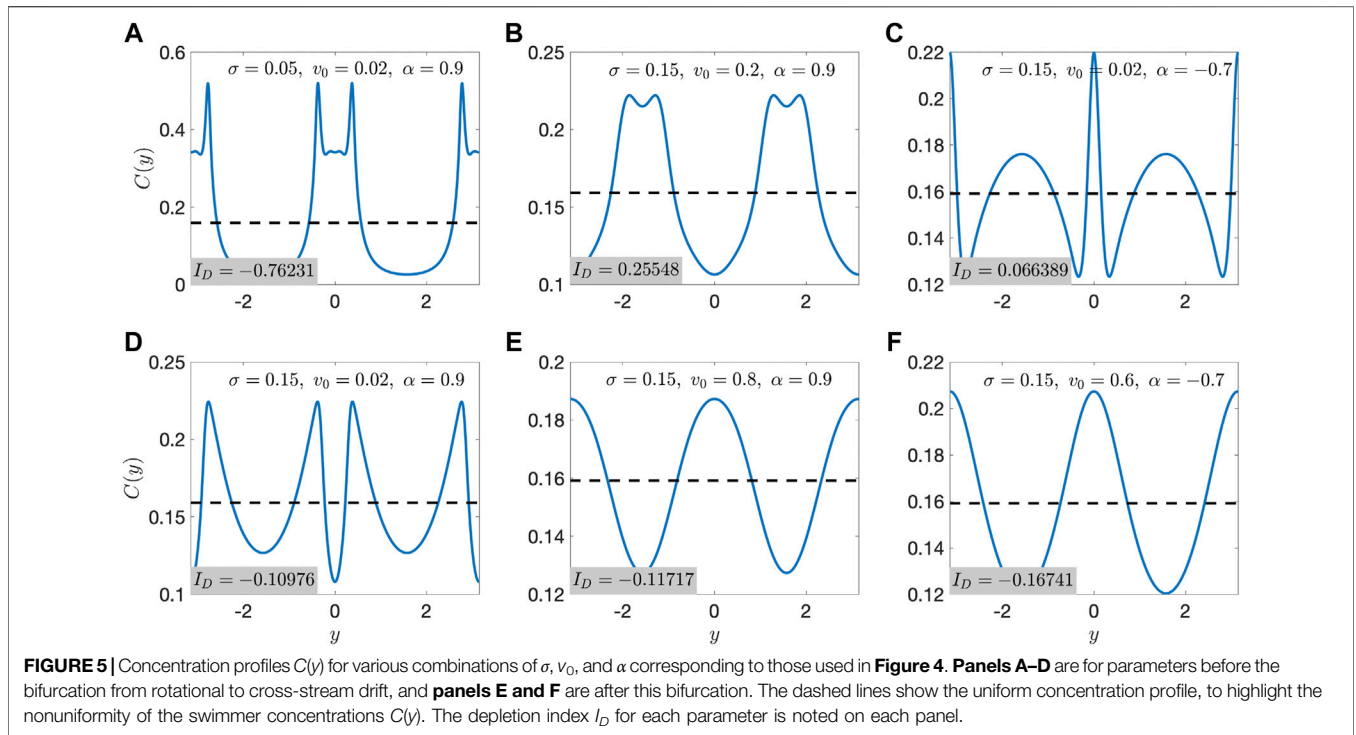 A
B
C
0.6
0.4
0.2
0
C(y)
σ = 0.05, v₀ = 0.02, α = 0.9
I_D = −0.76231
-2
0
2
0.25
0.2
0.15
0.1
σ = 0.15, v₀ = 0.2, α = 0.9
I_D = 0.25548
-2
0
2
0.22
0.2
0.18
0.16
0.14
0.12
σ = 0.15, v₀ = 0.02, α = −0.7
I_D = 0.066389
-2
0
2
D
E
F
0.25
0.2
0.15
0.1
C(y)
σ = 0.15, v₀ = 0.02, α = 0.9
I_D = −0.10976
-2
0
2
y
0.2
0.18
0.16
0.14
0.12
σ = 0.15, v₀ = 0.8, α = 0.9
I_D = −0.11717
-2
0
2
y
0.22
0.2
0.18
0.16
0.14
0.12
σ = 0.15, v₀ = 0.6, α = −0.7
I_D = −0.16741
-2
0
2
y
FIGURE 5 | Concentration profiles C(y) for various combinations of σ, v₀, and α corresponding to those used in Figure 4. Panels A–D are for parameters before the
bifurcation from rotational to cross-stream drift, and panels E and F are after this bifurcation. The dashed lines show the uniform concentration profile, to highlight the
nonuniformity of the swimmer concentrations C(y). The depletion index I_D for each parameter is noted on each panel.